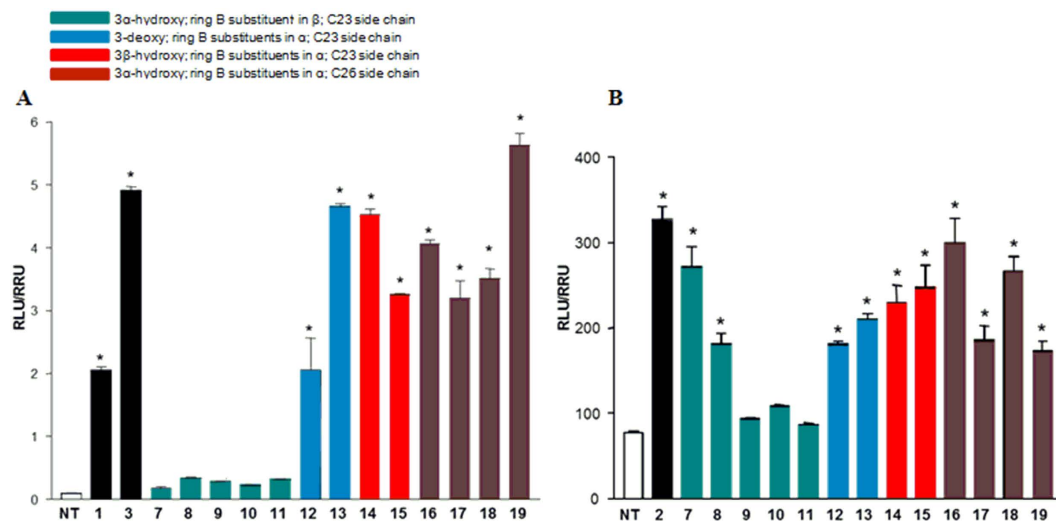 3α-hydroxy; ring B substituent in β; C23 side chain
3-deoxy; ring B substituents in α; C23 side chain
3β-hydroxy; ring B substituents in α; C23 side chain
3α-hydroxy; ring B substituents in α; C26 side chain
A
B
6
5
4
3
2
1
0
RLU/RRU
* * * * * * * * * *
NT 1 3 7 8 9 10 11 12 13 14 15 16 17 18 19
400
300
200
100
0
RLU/RRU
* * * * * * * * * * *
NT 2 7 8 9 10 11 12 13 14 15 16 17 18 19